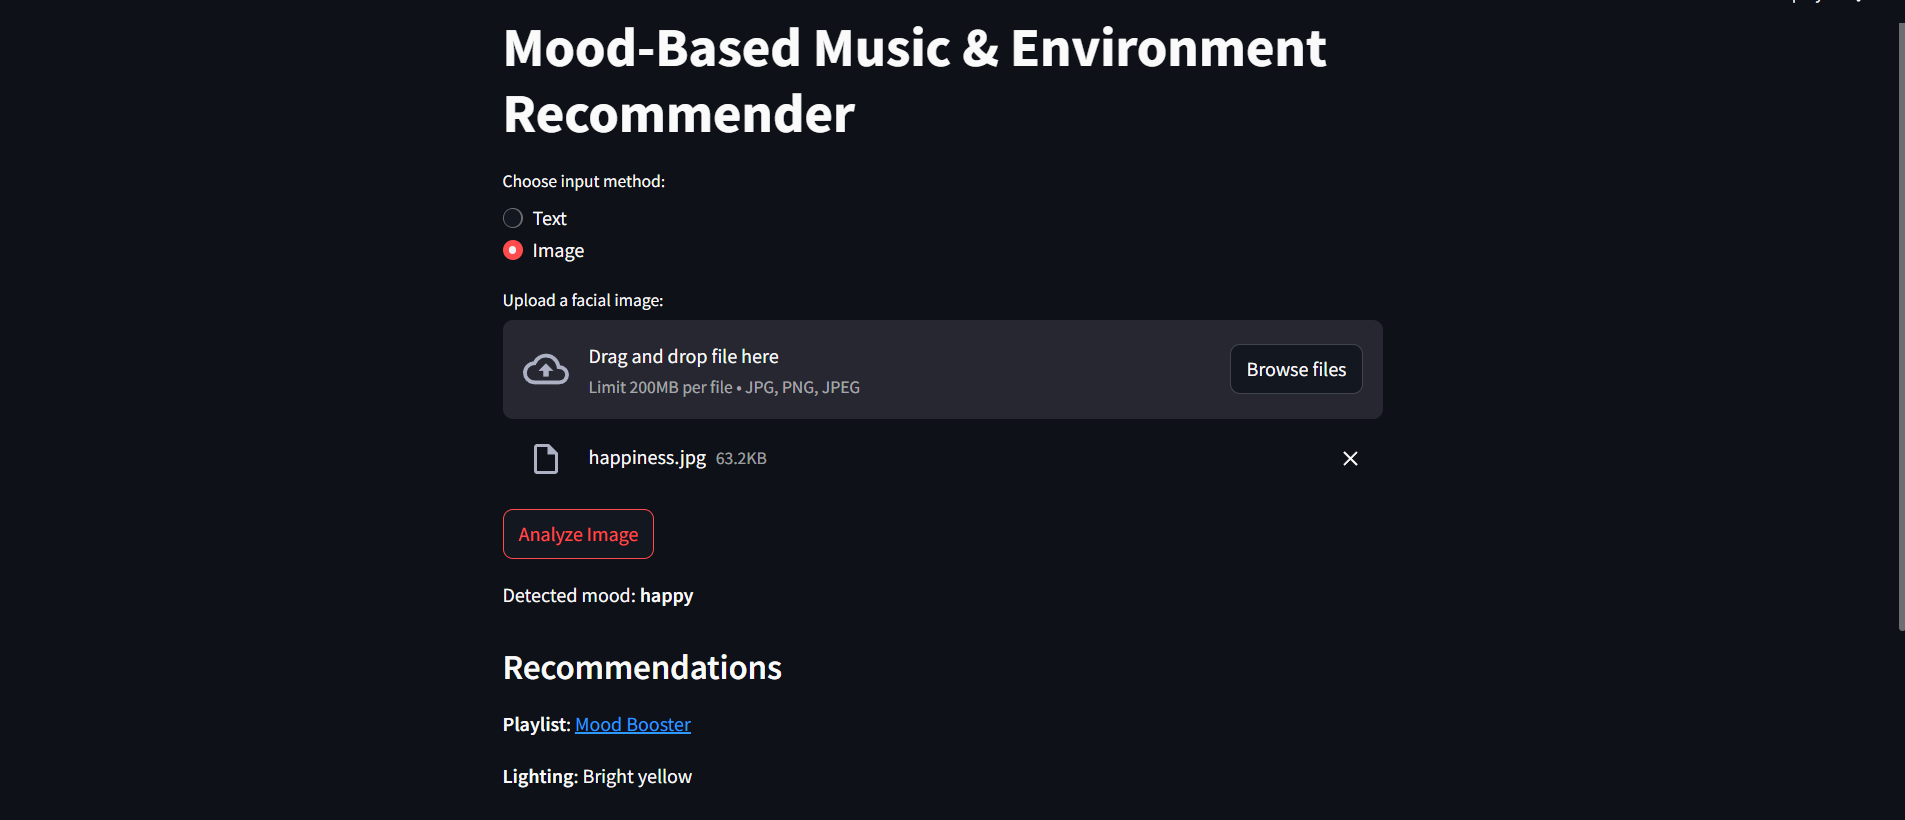 Mood-Based Music & Environment
Recommender
Choose input method:
Text
Image
Upload a facial image:
Drag and drop file here
Limit 200MB per file • JPG, PNG, JPEG
Browse files
happiness.jpg 63.2KB
Analyze Image
Detected mood: happy
Recommendations
Playlist: Mood Booster
Lighting: Bright yellow